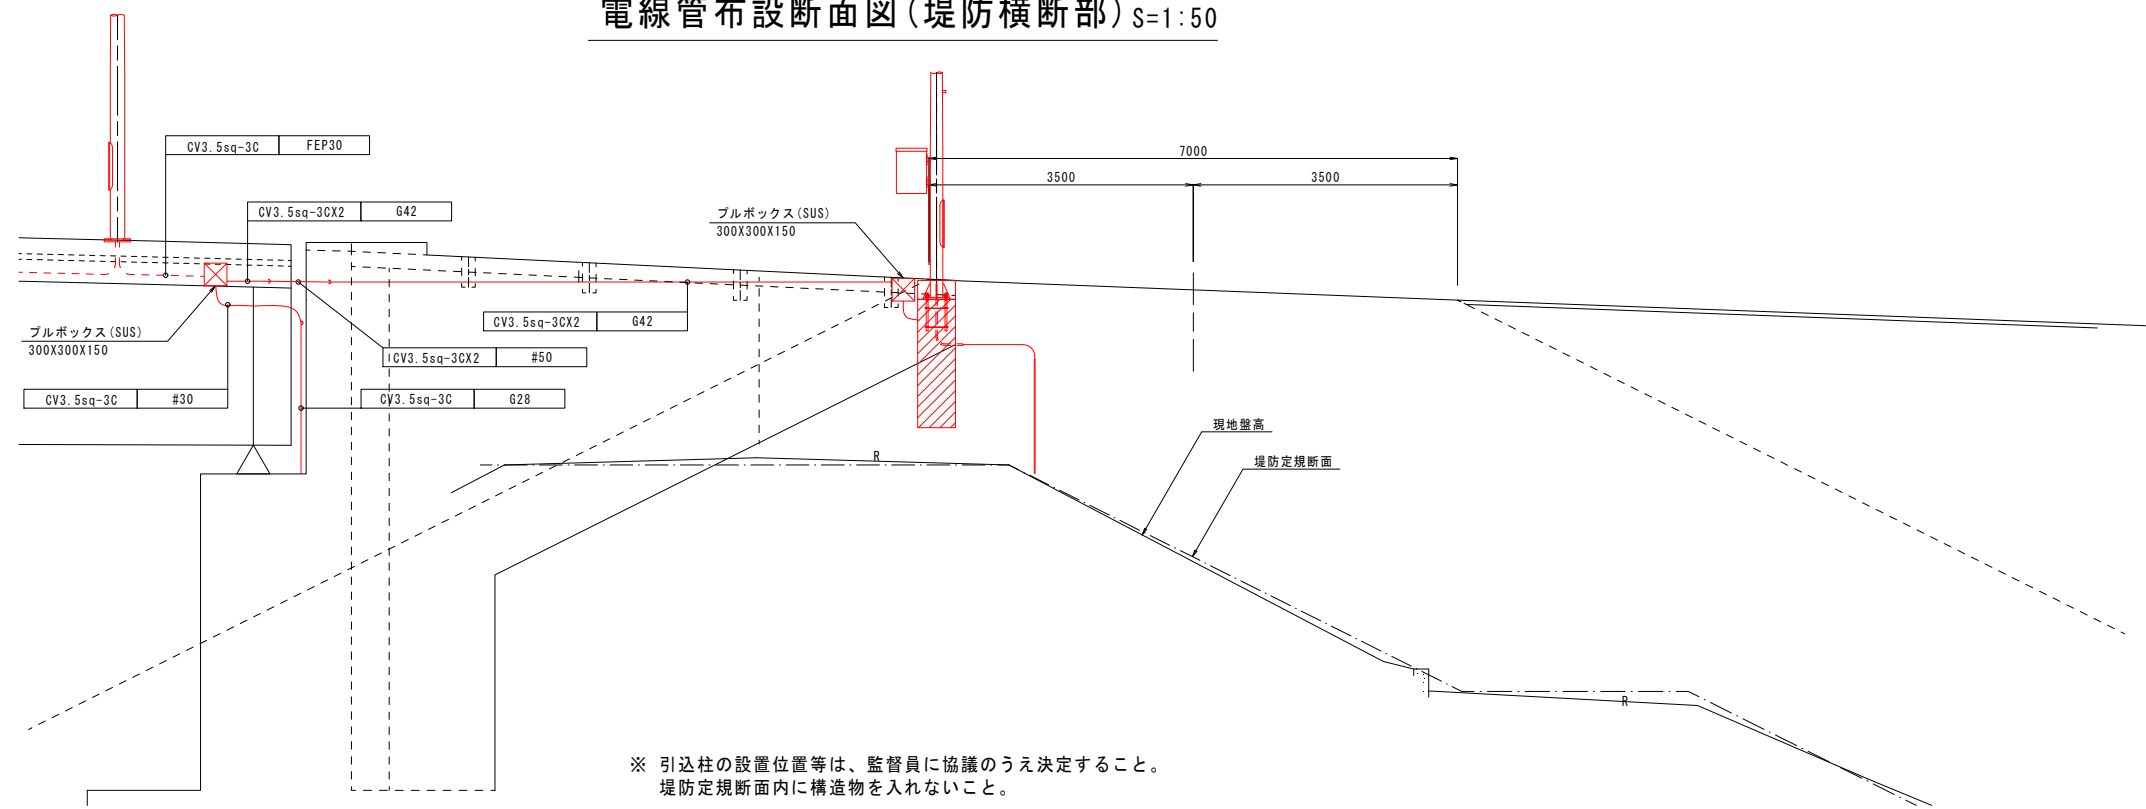 電線管布設断面図(堤防横断部) S=1:50
CV3.5sq-3C FEP30
7000
3500 3500
CV3.5sq-3CX2 G42
プルボックス(SUS)
300X300X150
プルボックス(SUS)
300X300X150
CV3.5sq-3CX2 G42
CV3.5sq-3CX2 #50
CV3.5sq-3C #30
CV3.5sq-3C G28
現地盤高
堤防定規断面
R
R
※ 引込柱の設置位置等は、監督員に協議のうえ決定すること。
堤防定規断面内に構造物を入れないこと。